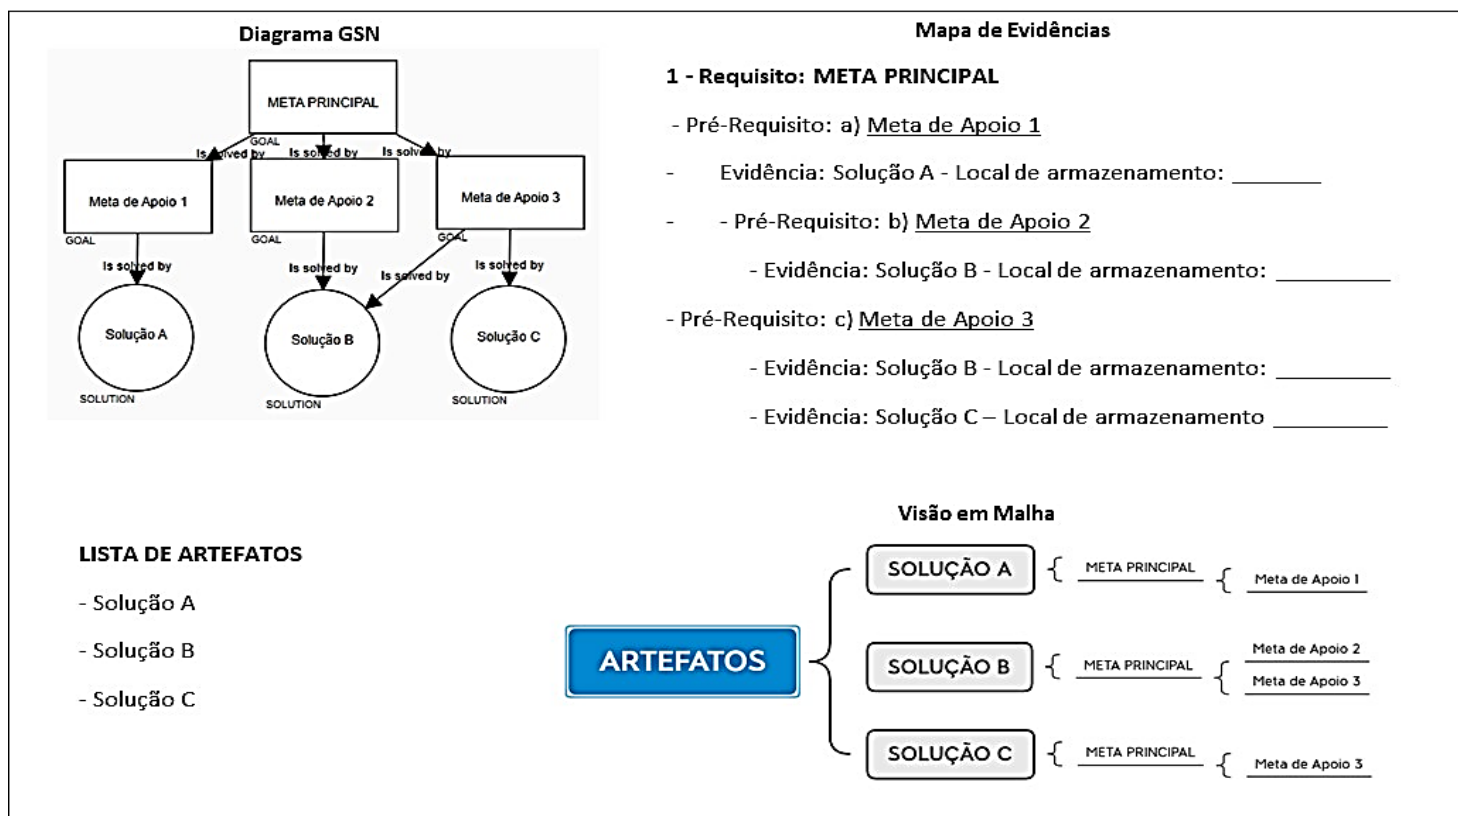 Diagrama GSN
META PRINCIPAL
GOAL
Is solved by
Is solved by
Is solved by
Meta de Apoio 1
Meta de Apoio 2
Meta de Apoio 3
GOAL
GOAL
GOAL
Is solved by
Is solved by
Is solved by
Is solved by
Solução A
Solução B
Solução C
SOLUTION
SOLUTION
SOLUTION
Mapa de Evidências
1 - Requisito: META PRINCIPAL
- Pré-Requisito: a) Meta de Apoio 1
- Evidência: Solução A - Local de armazenamento: _______
- - Pré-Requisito: b) Meta de Apoio 2
- Evidência: Solução B - Local de armazenamento: _________
- Pré-Requisito: c) Meta de Apoio 3
- Evidência: Solução B - Local de armazenamento: _________
- Evidência: Solução C – Local de armazenamento _________
LISTA DE ARTEFATOS
- Solução A
- Solução B
- Solução C
Visão em Malha
ARTEFATOS
SOLUÇÃO A
META PRINCIPAL
Meta de Apoio 1
SOLUÇÃO B
META PRINCIPAL
Meta de Apoio 2
Meta de Apoio 3
SOLUÇÃO C
META PRINCIPAL
Meta de Apoio 3